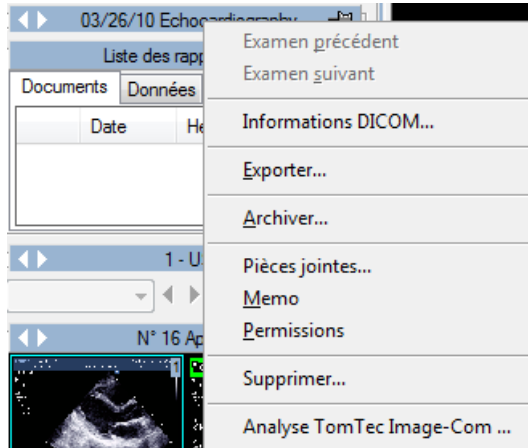 03/26/10 Echocardiography
Liste des rapp
Documents Données
Date He
1 - U
N° 16 Ap
1
Examen précédent
Examen suivant
Informations DICOM...
Exporter...
Archiver...
Pièces jointes...
Memo
Permissions
Supprimer...
Analyse TomTec Image-Com ...